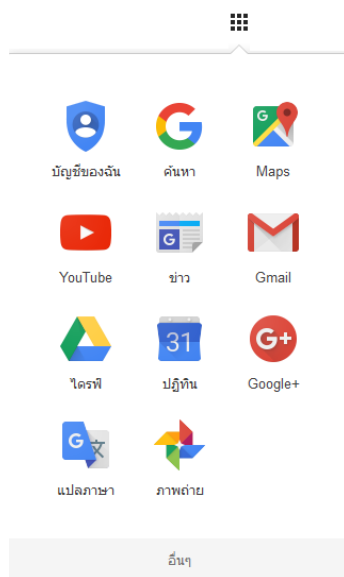 บัญชีของฉัน ค้นหา Maps
YouTube ข่าว Gmail
31
G+
ไดรฟ์ ปฏิทิน Google+
แปลภาษา ภาพถ่าย
อื่นๆ